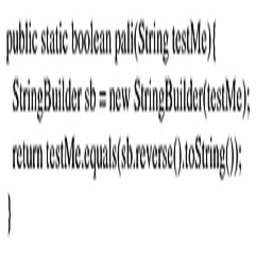 public static boolean pali(String testMe){
StringBuilder sb = new StringBuilder(testMe);
return testMe.equals(sb.reverse().toString());
}